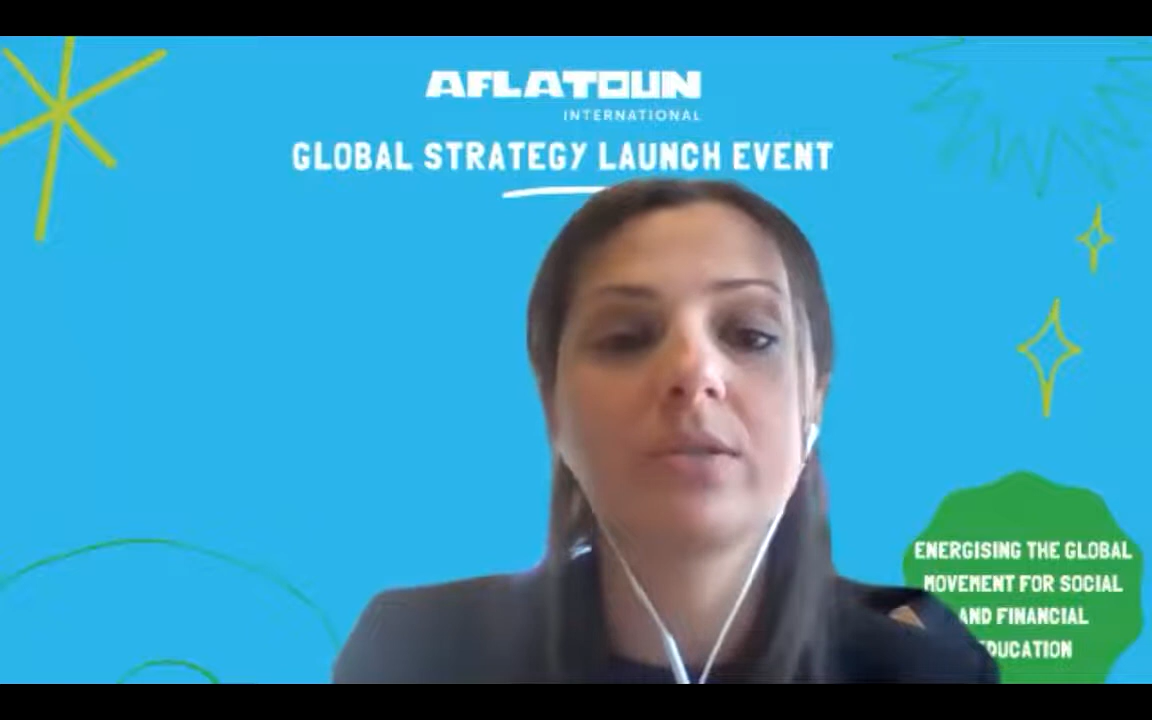 AFLATOUN
INTERNATIONAL
GLOBAL STRATEGY LAUNCH EVENT
ENERGISING THE GLOBAL
MOVEMENT FOR SOCIAL
AND FINANCIAL
EDUCATION